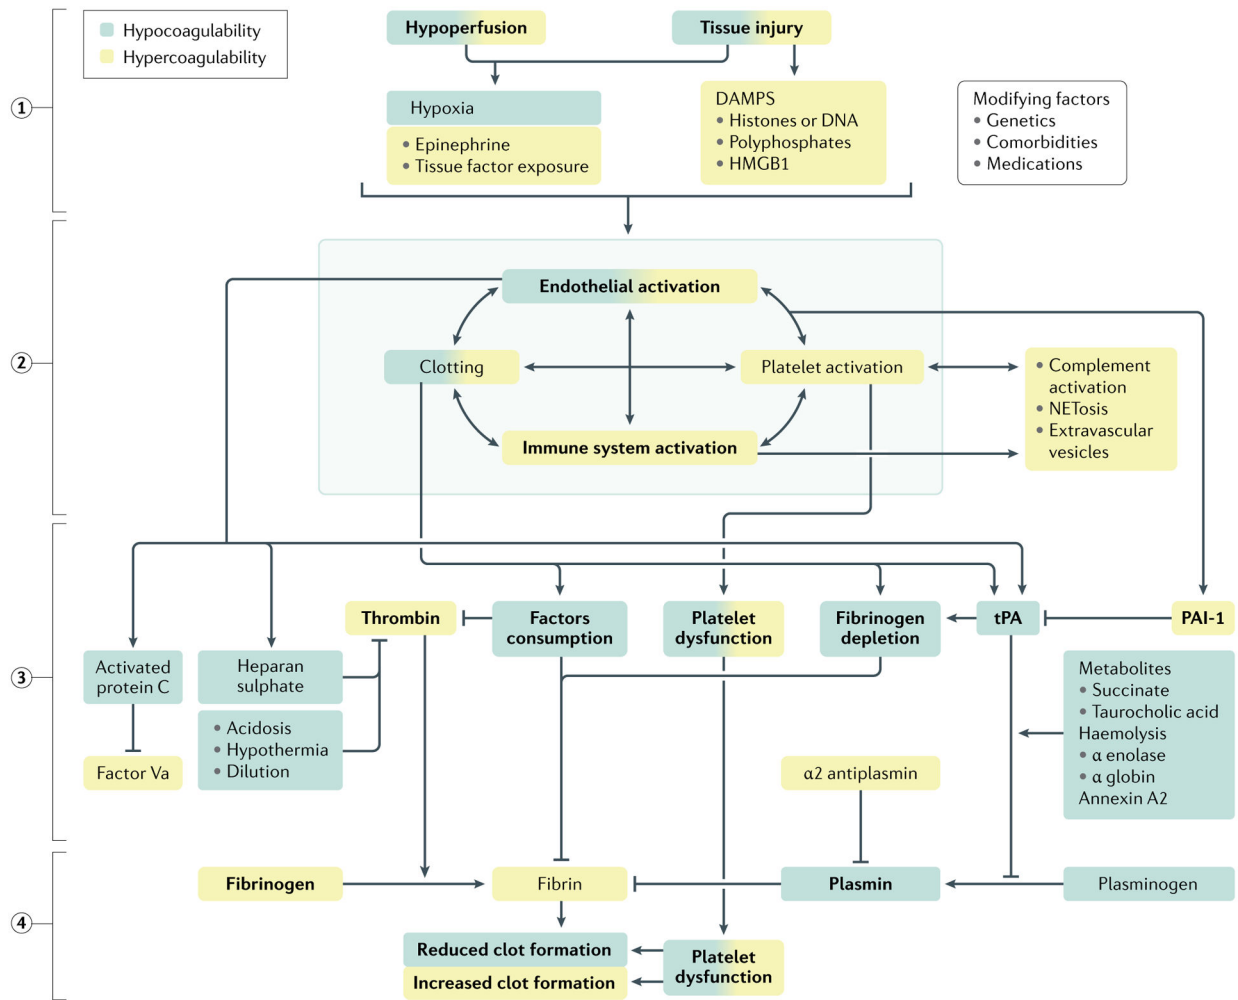 Hypocoagulability
Hypercoagulability
Hypoperfusion
Tissue injury
1
Hypoxia
• Epinephrine
• Tissue factor exposure
DAMPS
• Histones or DNA
• Polyphosphates
• HMGB1
Modifying factors
• Genetics
• Comorbidities
• Medications
2
Endothelial activation
Clotting
Platelet activation
Immune system activation
• Complement
activation
• NETosis
• Extravascular
vesicles
3
Thrombin
Factors
consumption
Platelet
dysfunction
Fibrinogen
depletion
tPA
PAI-1
Activated
protein C
Heparan
sulphate
• Acidosis
• Hypothermia
• Dilution
Factor Va
α2 antiplasmin
Metabolites
• Succinate
• Taurocholic acid
Haemolysis
• α enolase
• α globin
Annexin A2
4
Fibrinogen
Fibrin
Plasmin
Plasminogen
Reduced clot formation
Increased clot formation
Platelet
dysfunction